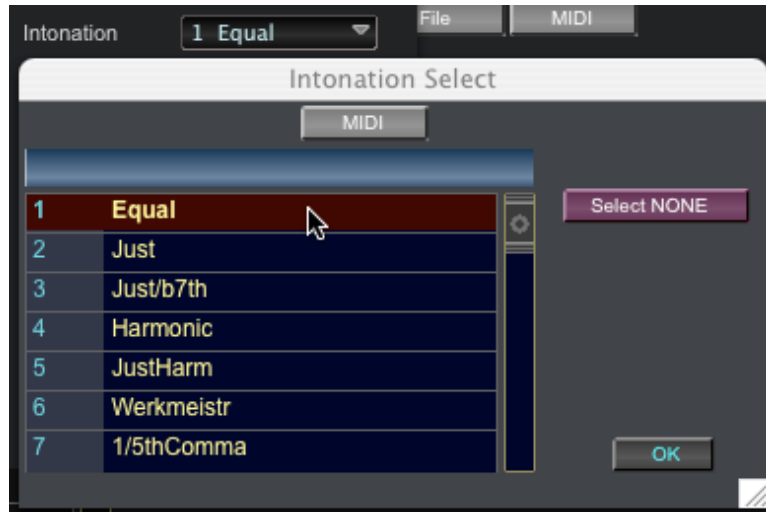 Intonation 1 Equal File MIDI
Intonation Select
MIDI
1 Equal
Select NONE
2 Just
3 Just/b7th
4 Harmonic
5 JustHarm
6 Werkmeistr
7 1/5thComma
OK